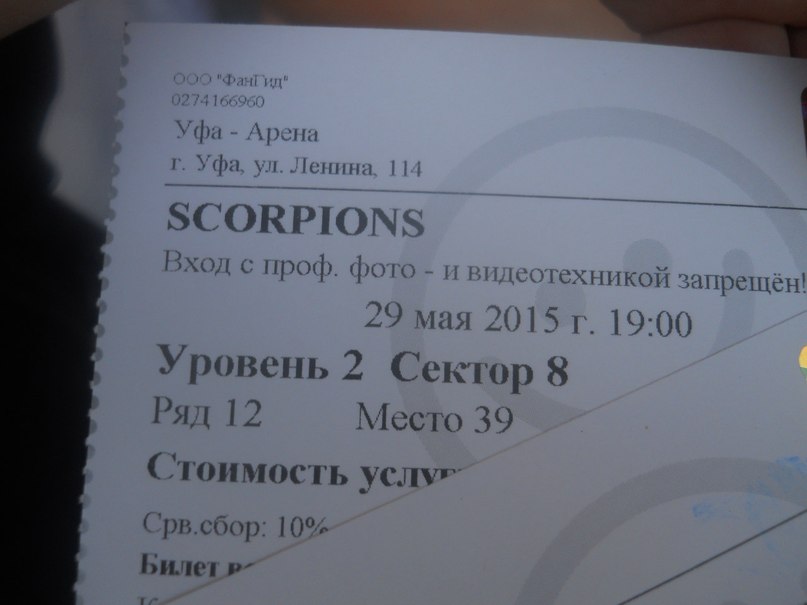 ООО "ФанГид"
0274166960
Уфа - Арена
г. Уфа, ул. Ленина, 114
SCORPIONS
Вход с проф. фото - и видеотехникой запрещён!
29 мая 2015 г. 19:00
Уровень 2 Сектор 8
Ряд 12 Место 39
Стоимость услуг
Срв.сбор: 10%
Билет